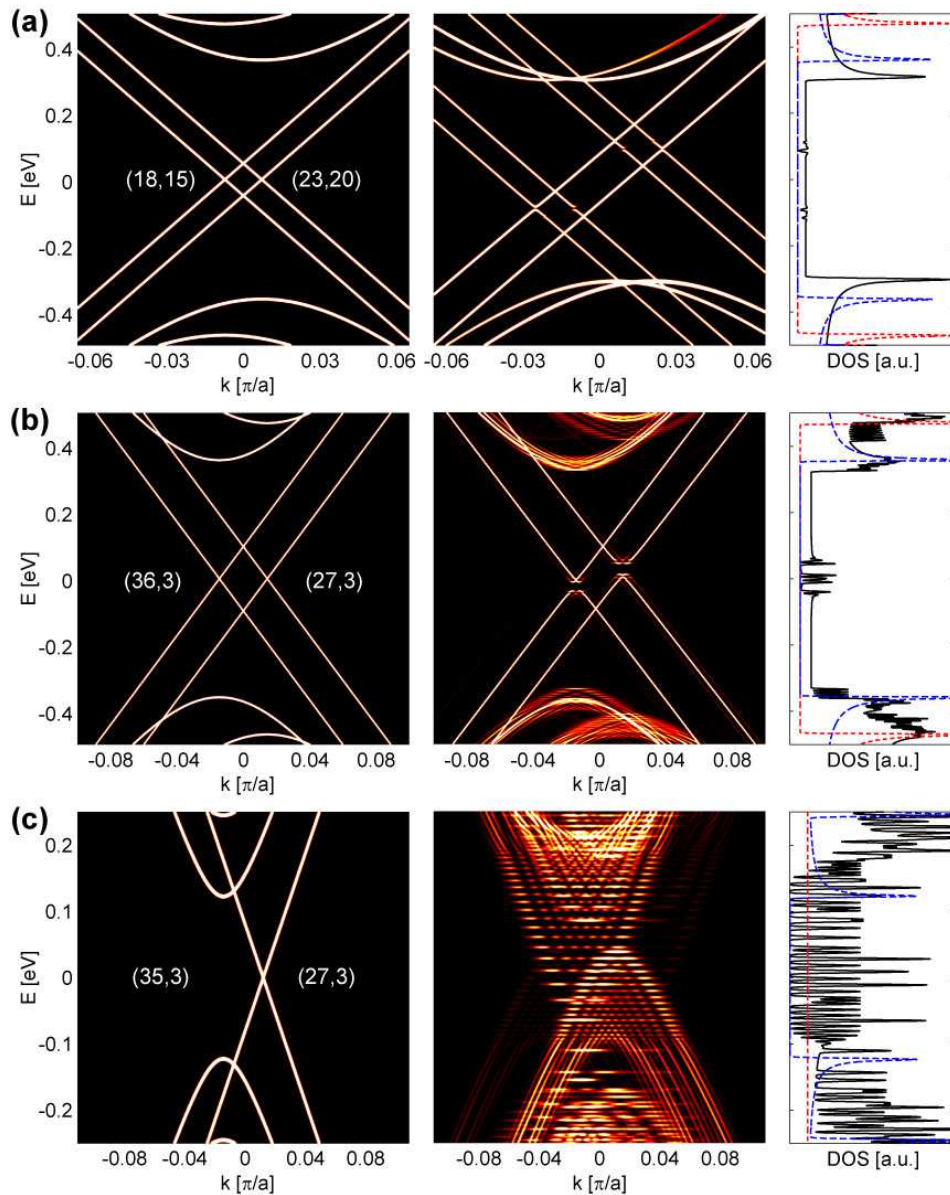 (a)
E [eV]
0.4
0.2
0
-0.2
-0.4
(18,15)
(23,20)
-0.06 -0.03 0 0.03 0.06
k [π/a]
-0.06 -0.03 0 0.03 0.06
k [π/a]
DOS [a.u.]
(b)
E [eV]
0.4
0.2
0
-0.2
-0.4
(36,3)
(27,3)
-0.08 -0.04 0 0.04 0.08
k [π/a]
-0.08 -0.04 0 0.04 0.08
k [π/a]
DOS [a.u.]
(c)
E [eV]
0.2
0.1
0
-0.1
-0.2
(35,3)
(27,3)
-0.08 -0.04 0 0.04 0.08
k [π/a]
-0.08 -0.04 0 0.04 0.08
k [π/a]
DOS [a.u.]